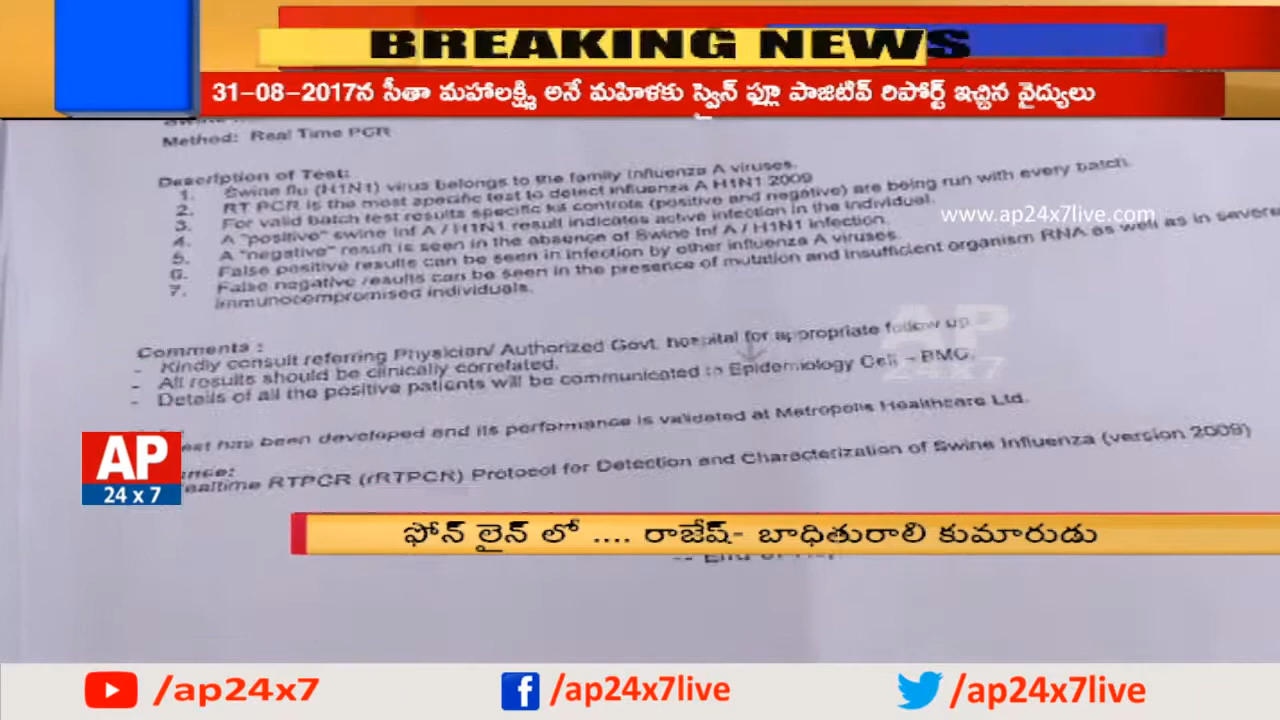 BREAKING NEWS
31-08-2017న సీతా మహాలక్ష్మి అనే మహిళకు స్వైన్ ఫ్లూ పాజిటివ్ రిపోర్ట్ ఇచ్చిన వైద్యులు
Method: Real Time PCR
Description of Test:
1. Swine flu (H1N1) virus belongs to the family Influenza A viruses.
2. RT PCR is the most specific test to detect influenza A H1N1 2009
3. For valid batch test results specific kit controls (positive and negative) are being run with every batch.
4. A "positive" swine Inf A / H1N1 result indicates active infection in the individual.
5. A "negative" result is seen in the absence of Swine Inf A / H1N1 infection.
6. False positive results can be seen in infection by other influenza A viruses.
7. False negative results can be seen in the presence of mutation and insufficient organism RNA as well as in severe
immunocompromised individuals.
www.ap24x7live.com
AP
24x7
Comments :
- Kindly consult referring Physician/ Authorized Govt. hospital for appropriate follow up
- All results should be clinically correlated.
- Details of all the positive patients will be communicated to Epidemiology Cell - BMC.
has been developed and its performance is validated at Metropolis Healthcare Ltd.
RTPCR (rRTPCR) Protocol for Detection and Characterization of Swine Influenza (version 2009)
AP
24 x 7
ఫోన్ లైన్ లో .... రాజేష్- బాధితురాలి కుమారుడు
/ap24x7
/ap24x7live
/ap24x7live